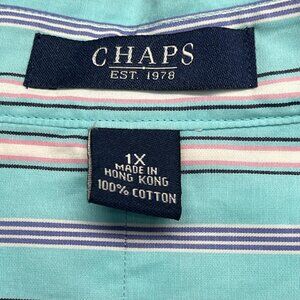 CHAPS
EST. 1978
1X
MADE IN
HONG KONG
100% COTTON